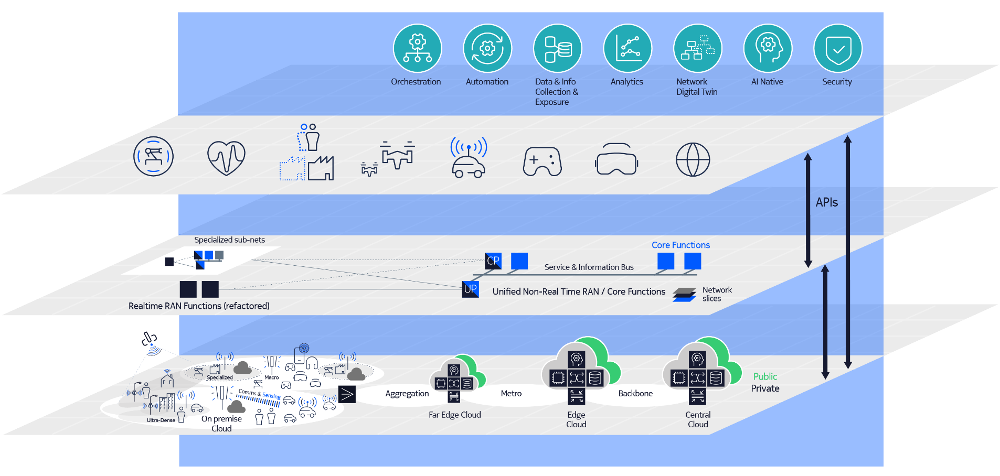 Orchestration
Automation
Data & Info
Collection &
Exposure
Analytics
Network
Digital Twin
AI Native
Security
APIs
Specialized sub-nets
Core Functions
CP
Service & Information Bus
UP
Unified Non-Real Time RAN / Core Functions
Network
slices
Realtime RAN Functions (refactored)
Specialized
Macro
Comms & Sensing
Ultra-Dense
On premise
Cloud
Aggregation
Metro
Backbone
Public
Private
Far Edge Cloud
Edge
Cloud
Central
Cloud